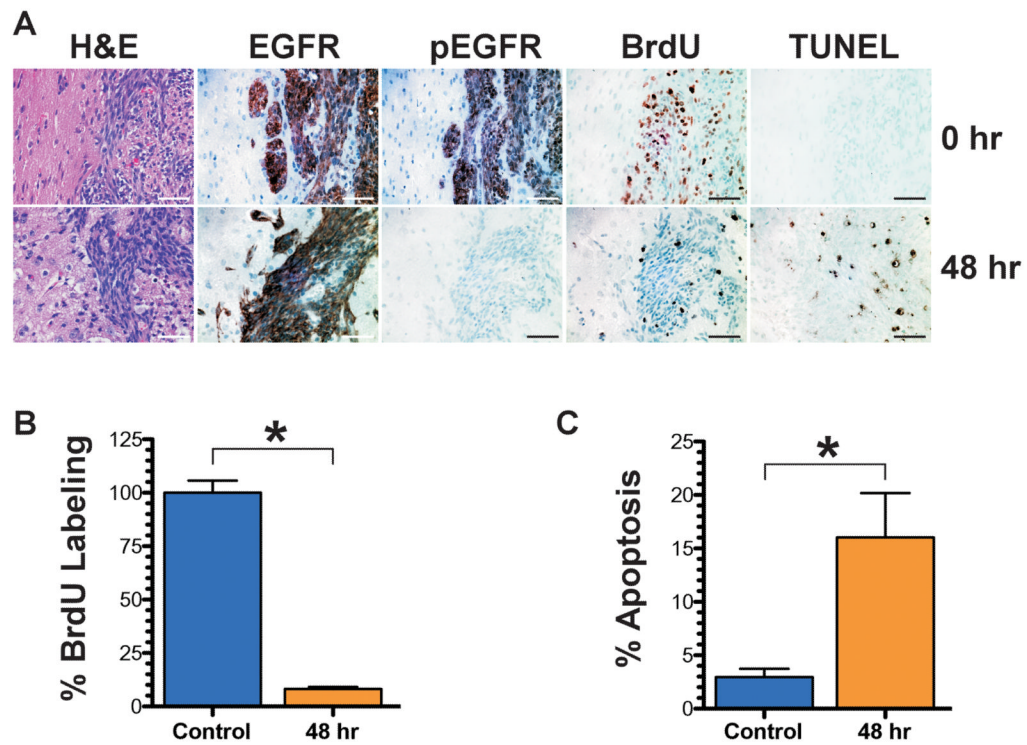 A
H&E EGFR pEGFR BrdU TUNEL
0 hr
48 hr
B
% BrdU Labeling
125
100
75
50
25
0
*
Control 48 hr
C
% Apoptosis
25
20
15
10
5
0
*
Control 48 hr